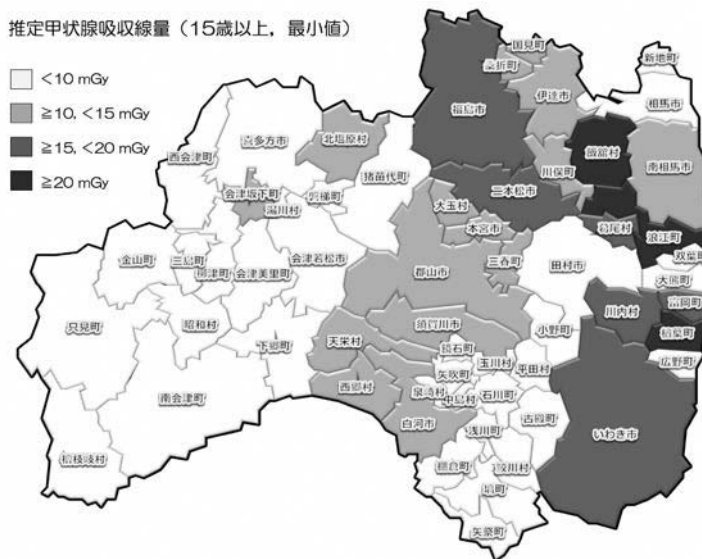 推定甲状腺吸収線量（15歳以上，最小値）
<10 mGy
≧10, <15 mGy
≧15, <20 mGy
≧20 mGy
国見町
桑折町
新地町
伊達市
相馬市
福島市
北塩原村
喜多方市
飯舘村
西会津町
猪苗代町
川俣町
南相馬市
会津坂下町
磐梯町
二本松市
湯川村
大玉村
葛尾村
本宮市
浪江町
金山町
三島町
会津若松市
三春町
双葉町
柳津町
会津美里町
郡山市
田村市
大熊町
富岡町
只見町
昭和村
須賀川市
川内村
下郷町
天栄村
小野町
楢葉町
鏡石町
玉川村
平田村
広野町
矢吹町
西郷村
泉崎村
中島村
石川町
南会津町
白河市
古殿町
浅川町
いわき市
檜枝岐村
棚倉町
鮫川村
塙町
矢祭町